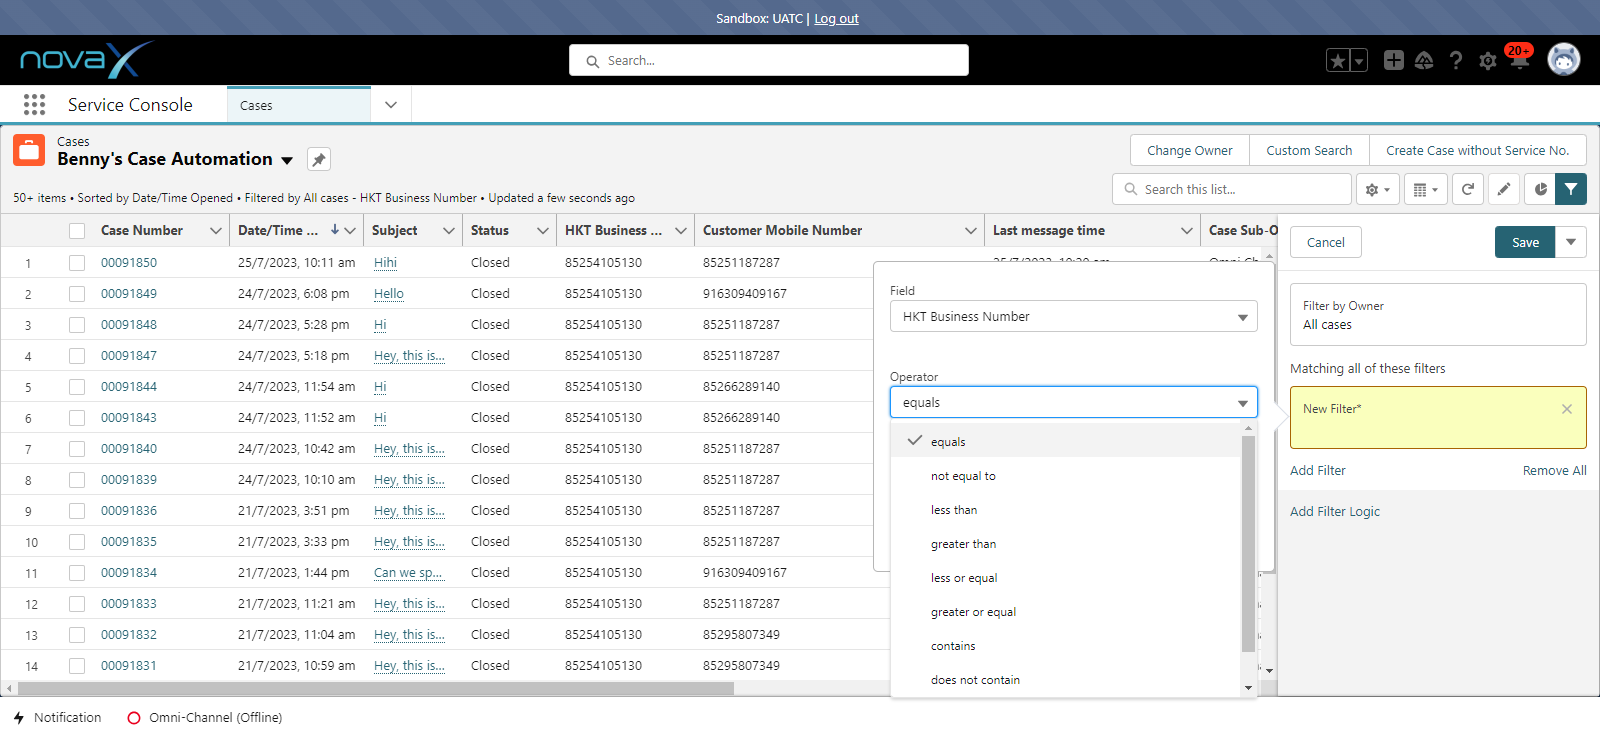 Sandbox: UATC | Log out
novaX
Search...
20+
Service Console
Cases
Cases
Benny's Case Automation
Change Owner
Custom Search
Create Case without Service No.
50+ items • Sorted by Date/Time Opened • Filtered by All cases - HKT Business Number • Updated a few seconds ago
Search this list...
Case Number Date/Time ... Subject Status HKT Business ... Customer Mobile Number Last message time Case Sub-O
1 00091850 25/7/2023, 10:11 am Hihi Closed 85254105130 85251187287
2 00091849 24/7/2023, 6:08 pm Hello Closed 85254105130 916309409167
3 00091848 24/7/2023, 5:28 pm Hi Closed 85254105130 85251187287
4 00091847 24/7/2023, 5:18 pm Hey, this is... Closed 85254105130 85251187287
5 00091844 24/7/2023, 11:54 am Hi Closed 85254105130 85266289140
6 00091843 24/7/2023, 11:52 am Hi Closed 85254105130 85266289140
7 00091840 24/7/2023, 10:42 am Hey, this is... Closed 85254105130 85251187287
8 00091839 24/7/2023, 10:10 am Hey, this is... Closed 85254105130 85251187287
9 00091836 21/7/2023, 3:51 pm Hey, this is... Closed 85254105130 85251187287
10 00091835 21/7/2023, 3:33 pm Hey, this is... Closed 85254105130 85251187287
11 00091834 21/7/2023, 1:44 pm Can we sp... Closed 85254105130 916309409167
12 00091833 21/7/2023, 11:21 am Hey, this is... Closed 85254105130 85251187287
13 00091832 21/7/2023, 11:04 am Hey, this is... Closed 85254105130 85295807349
14 00091831 21/7/2023, 10:59 am Hey, this is... Closed 85254105130 85295807349
Field
HKT Business Number
Operator
equals
equals
not equal to
less than
greater than
less or equal
greater or equal
contains
does not contain
Cancel
Save
Filter by Owner
All cases
Matching all of these filters
New Filter*
Add Filter
Remove All
Add Filter Logic
Notification
Omni-Channel (Offline)